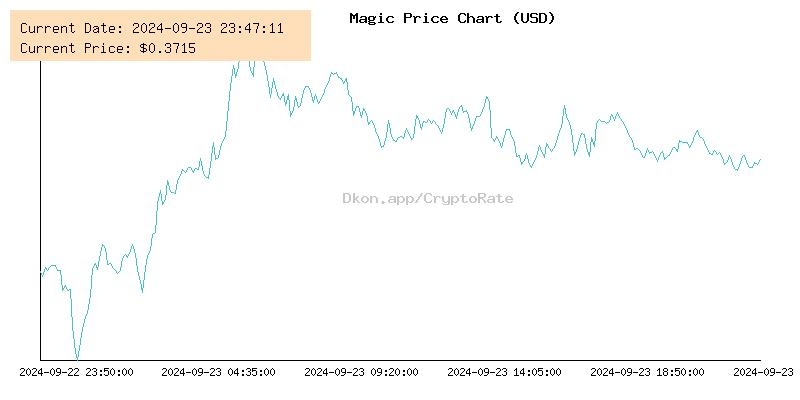 Magic Price Chart (USD)
Current Date: 2024-09-23 23:47:11
Current Price: $0.3715
Dkon.app/CryptoRate
2024-09-22 23:50:00 2024-09-23 04:35:00 2024-09-23 09:20:00 2024-09-23 14:05:00 2024-09-23 18:50:00 2024-09-23